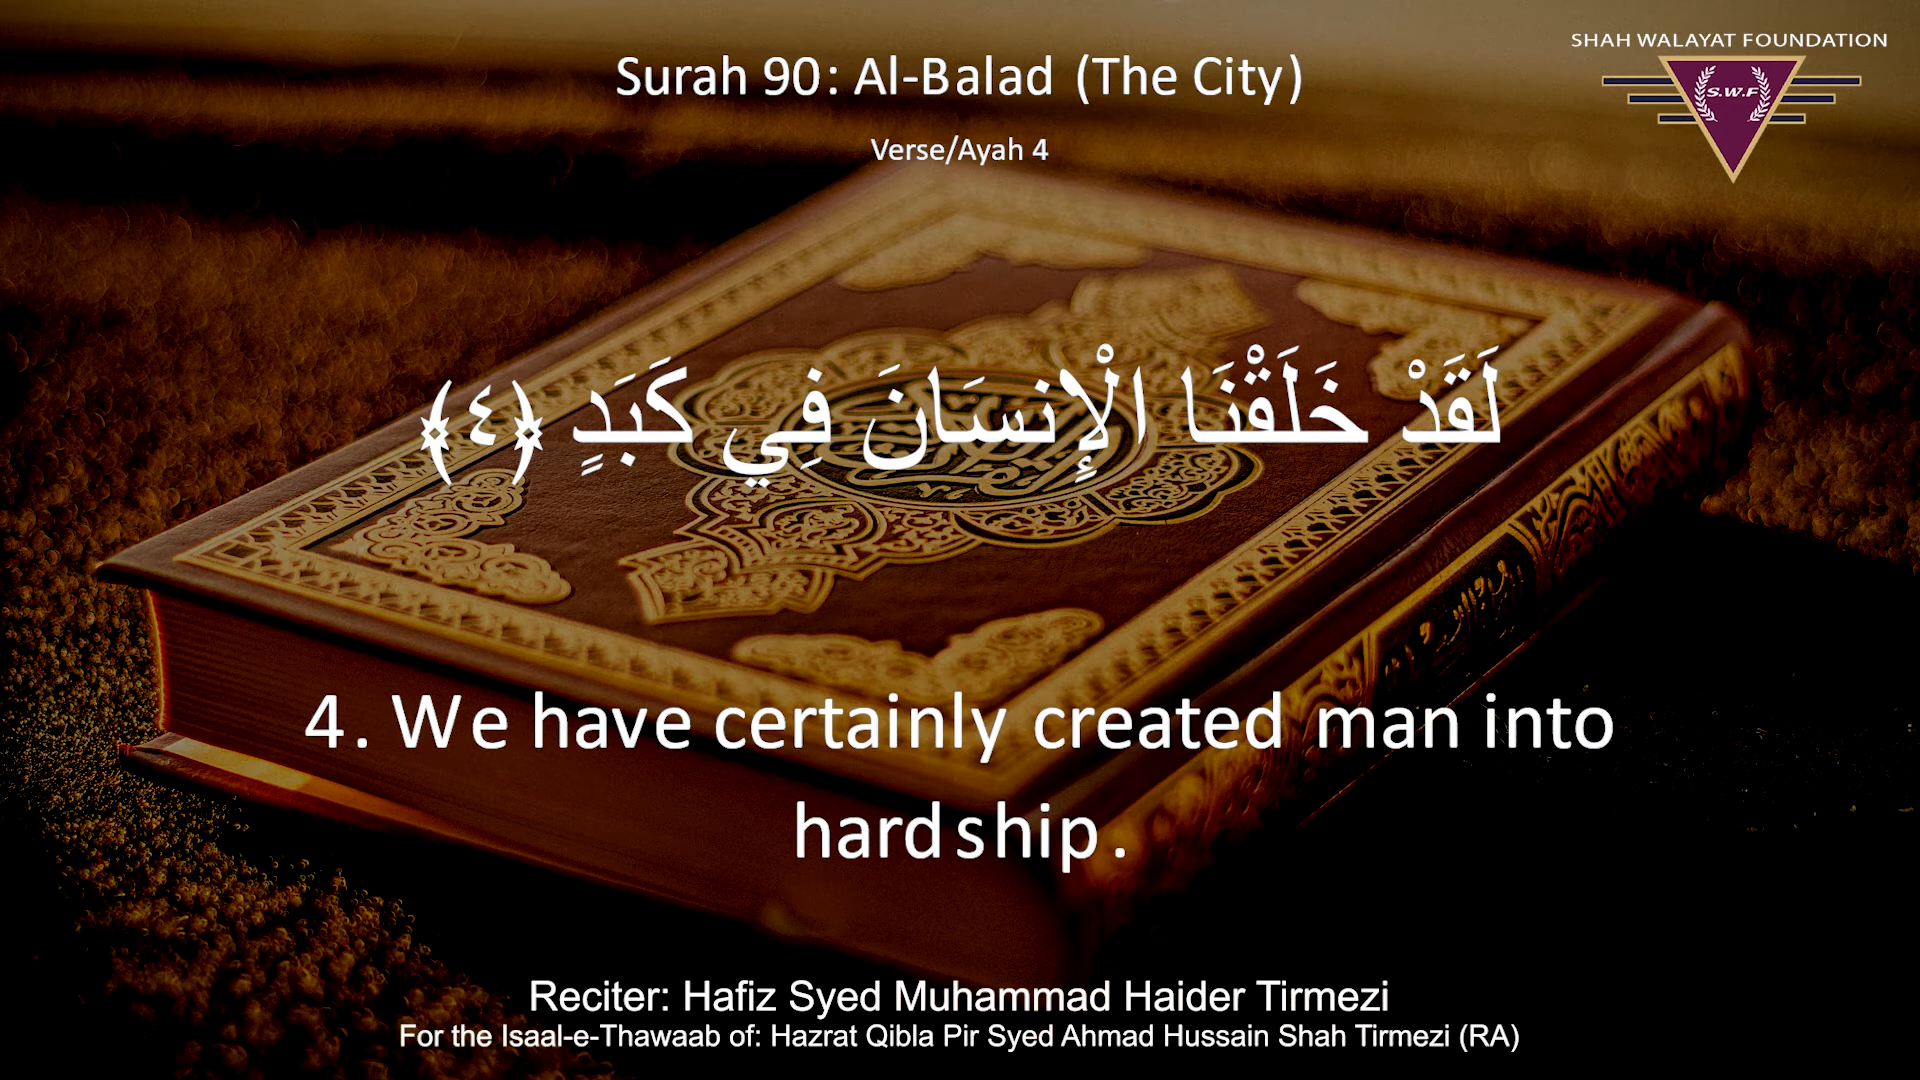 SHAH WALAYAT FOUNDATION
S.W.F
Surah 90: Al-Balad (The City)
Verse/Ayah 4
لَقَدْ خَلَقْنَا الْإِنسَانَ فِي كَبَدٍ ﴿٤﴾
4. We have certainly created man into
hardship.
Reciter: Hafiz Syed Muhammad Haider Tirmezi
For the Isaal-e-Thawaab of: Hazrat Qibla Pir Syed Ahmad Hussain Shah Tirmezi (RA)